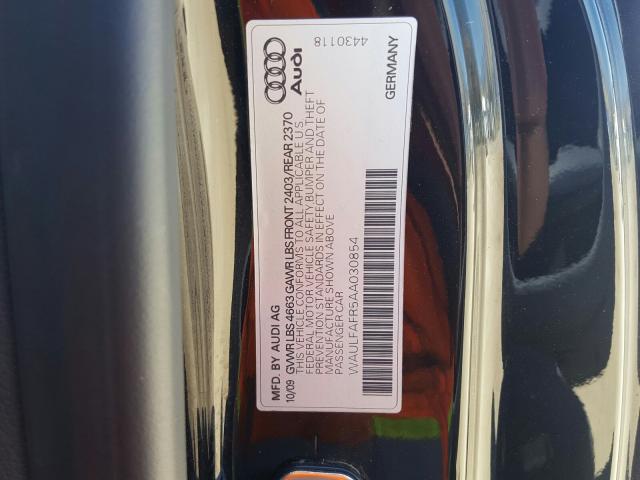 MFD. BY AUDI AG
Audi
4430118
10/09 GVWR LBS 4663 GAWR LBS FRONT 2403/REAR 2370
THIS VEHICLE CONFORMS TO ALL APPLICABLE U S
FEDERAL MOTOR VEHICLE SAFETY, BUMPER AND THEFT
PREVENTION STANDARDS IN EFFECT ON THE DATE OF
MANUFACTURE SHOWN ABOVE
PASSENGER CAR
GERMANY
WAULFAFR5AA030854